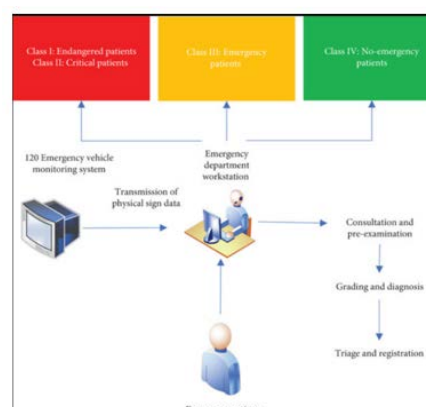 Class I: Endangered patients
Class II: Critical patients
Class III: Emergency
patients
Class IV: No-emergency
patients
120 Emergency vehicle
monitoring system
Emergency
department
workstation
Transmission of
physical sign data
Consultation and
pre-examination
Grading and diagnosis
Triage and registration